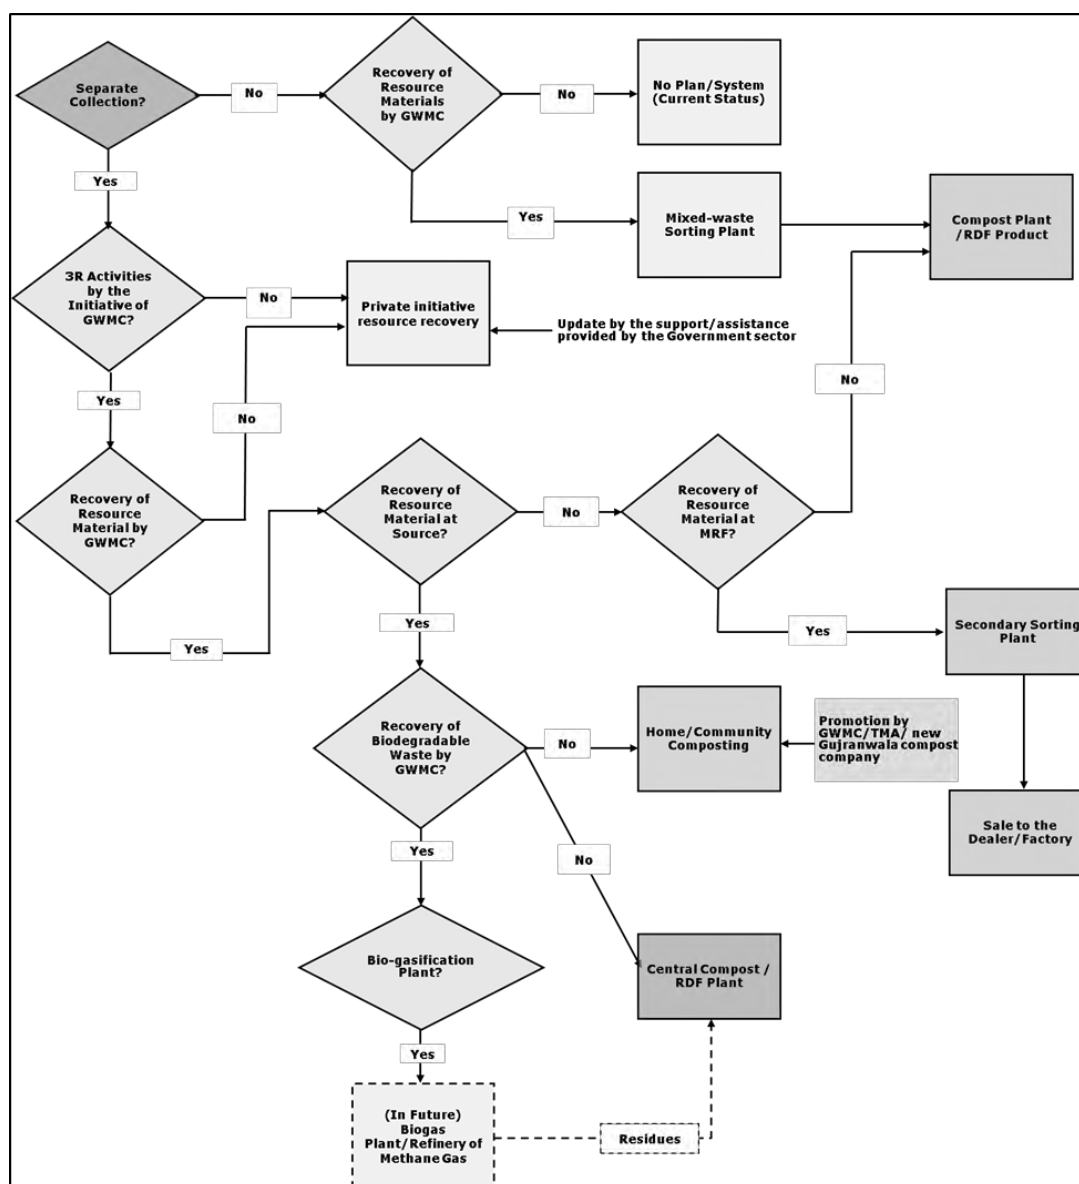 Separate
Collection?
No
Recovery of
Resource
Materials
by GWMC
No
No Plan/System
(Current Status)
Yes
Yes
Mixed-waste
Sorting Plant
Compost Plant
/RDF Product
3R Activities
by the
Initiative of
GWMC?
No
Private initiative
resource recovery
Update by the support/assistance
provided by the Government sector
No
Yes
No
Recovery of
Resource
Material by
GWMC?
Recovery of
Resource
Material at
Source?
No
Recovery of
Resource
Material at
MRF?
Yes
Yes
Yes
Secondary Sorting
Plant
Recovery of
Biodegradable
Waste by
GWMC?
No
Home/Community
Composting
Promotion by
GWMC/TMA/ new
Gujranwala compost
company
Sale to the
Dealer/Factory
Yes
No
Bio-gasification
Plant?
Central Compost /
RDF Plant
Yes
(In Future)
Biogas
Plant/Refinery of
Methane Gas
Residues